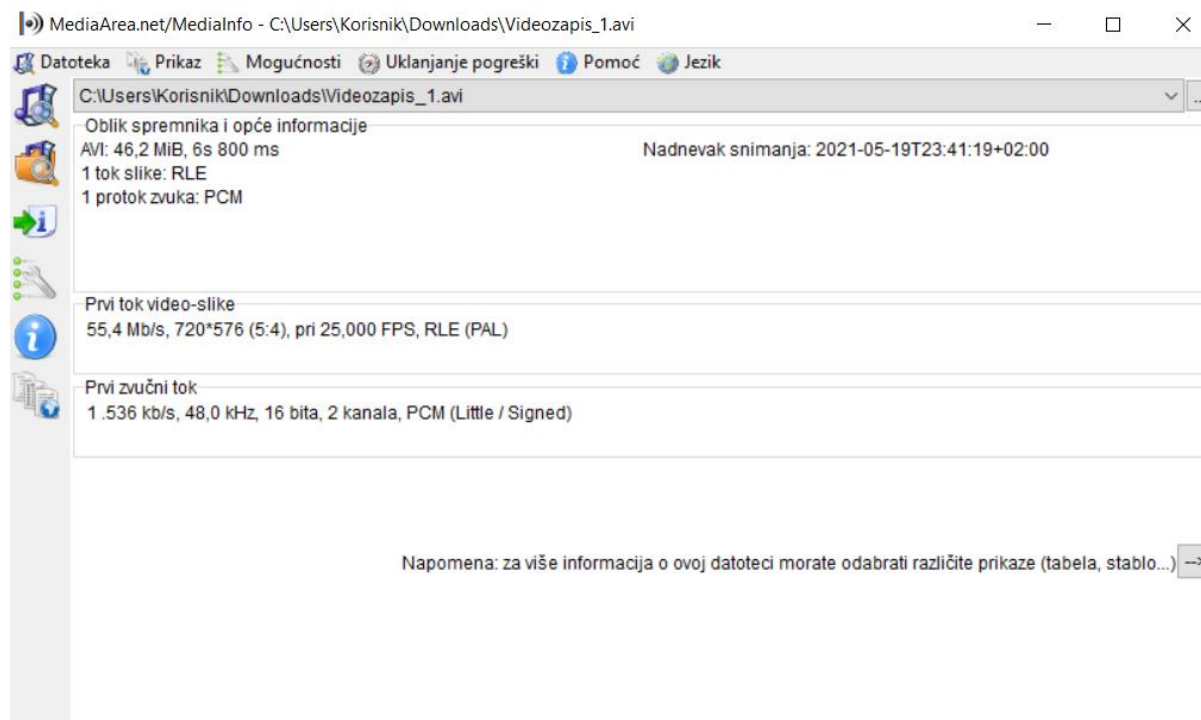 MediaArea.net/MediaInfo - C:\Users\Korisnik\Downloads\Videozapis_1.avi
Datoteka Prikaz Mogućnosti Uklanjanje pogreški Pomoć Jezik
C:\Users\Korisnik\Downloads\Videozapis_1.avi
Oblik spremnika i opće informacije
AVI: 46,2 MiB, 6s 800 ms Nadnevak snimanja: 2021-05-19T23:41:19+02:00
1 tok slike: RLE
1 protok zvuka: PCM
Prvi tok video-slike
55,4 Mb/s, 720*576 (5:4), pri 25,000 FPS, RLE (PAL)
Prvi zvučni tok
1 .536 kb/s, 48,0 kHz, 16 bita, 2 kanala, PCM (Little / Signed)
Napomena: za više informacija o ovoj datoteci morate odabrati različite prikaze (tabela, stablo...) -->